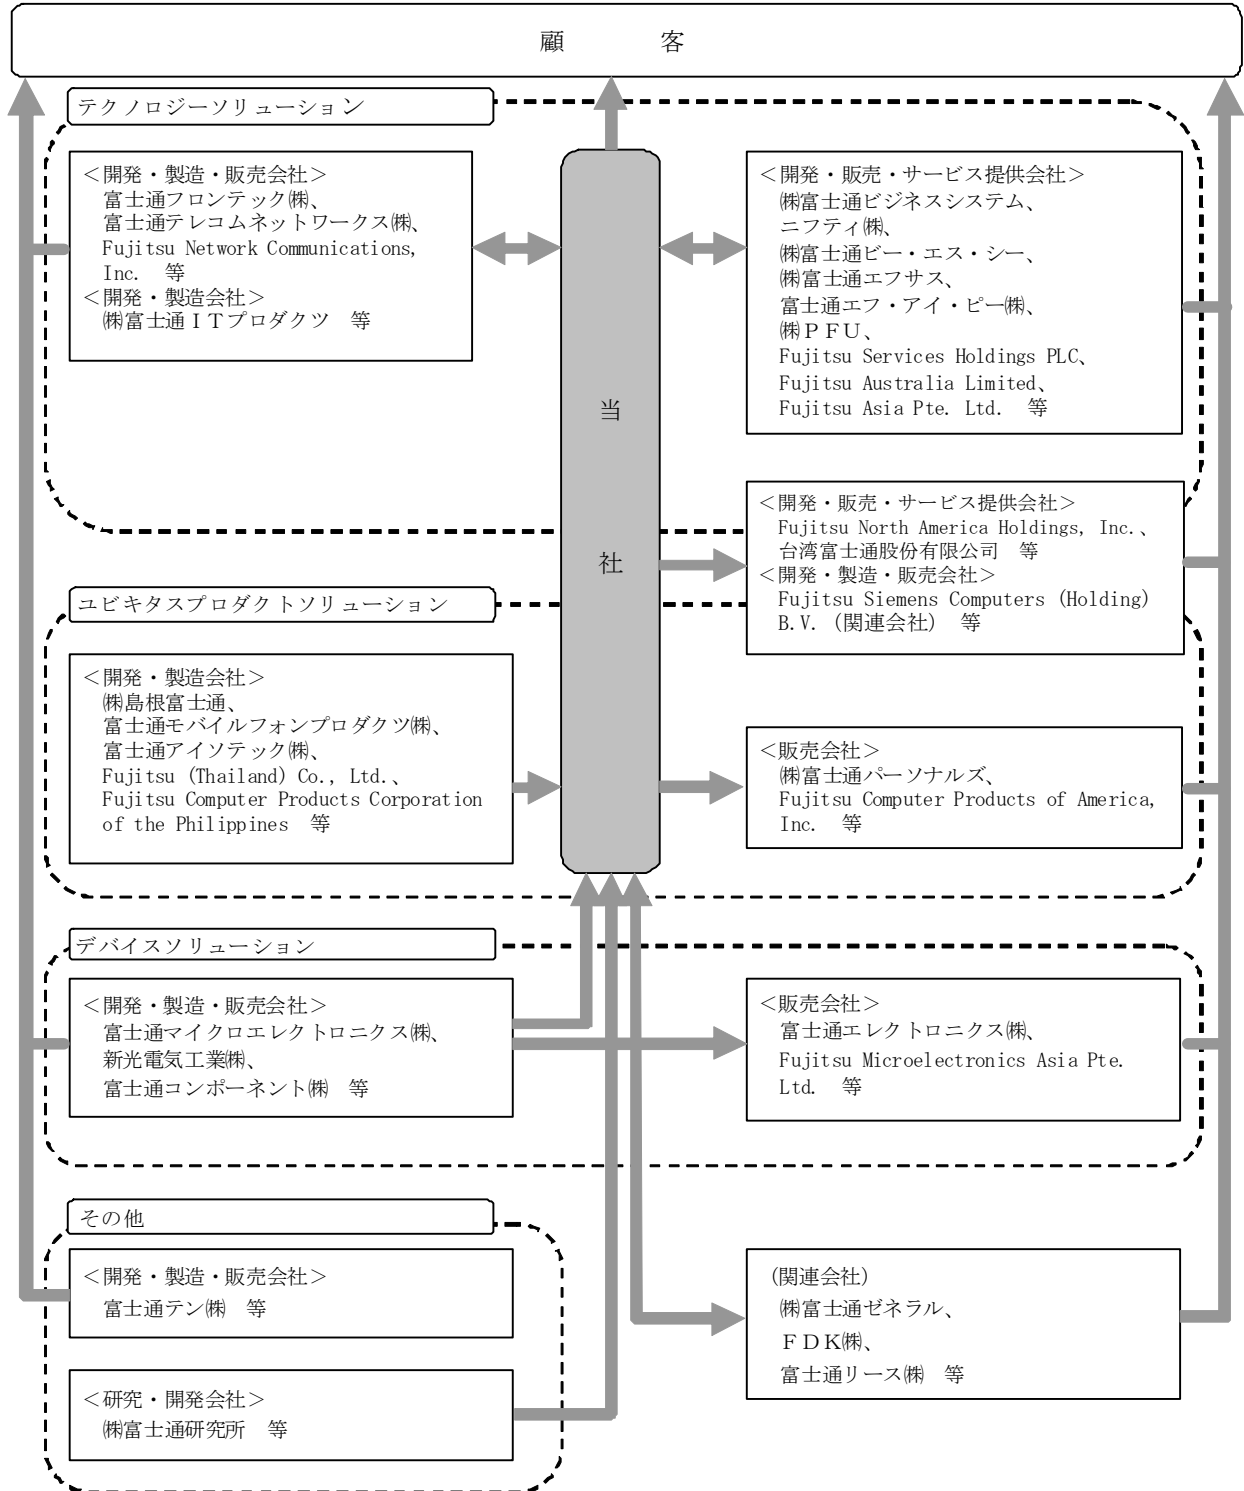 顧　　　客
テクノロジーソリューション
＜開発・製造・販売会社＞
富士通フロンテック㈱、
富士通テレコムネットワークス㈱、
Fujitsu Network Communications,
Inc.　等
＜開発・製造会社＞
㈱富士通ＩＴプロダクツ　等
当
社
＜開発・販売・サービス提供会社＞
㈱富士通ビジネスシステム、
ニフティ㈱、
㈱富士通ビー・エス・シー、
㈱富士通エフサス、
富士通エフ・アイ・ピー㈱、
㈱ＰＦＵ、
Fujitsu Services Holdings PLC、
Fujitsu Australia Limited、
Fujitsu Asia Pte. Ltd.　等
＜開発・販売・サービス提供会社＞
Fujitsu North America Holdings, Inc.、
台湾富士通股份有限公司　等
＜開発・製造・販売会社＞
Fujitsu Siemens Computers (Holding)
B.V.（関連会社）　等
ユビキタスプロダクトソリューション
＜開発・製造会社＞
㈱島根富士通、
富士通モバイルフォンプロダクツ㈱、
富士通アイソテック㈱、
Fujitsu (Thailand) Co., Ltd.、
Fujitsu Computer Products Corporation
of the Philippines　等
＜販売会社＞
㈱富士通パーソナルズ、
Fujitsu Computer Products of America,
Inc.　等
デバイスソリューション
＜開発・製造・販売会社＞
富士通マイクロエレクトロニクス㈱、
新光電気工業㈱、
富士通コンポーネント㈱　等
＜販売会社＞
富士通エレクトロニクス㈱、
Fujitsu Microelectronics Asia Pte.
Ltd.　等
その他
＜開発・製造・販売会社＞
富士通テン㈱　等
＜研究・開発会社＞
㈱富士通研究所　等
（関連会社）
㈱富士通ゼネラル、
ＦＤＫ㈱、
富士通リース㈱　等